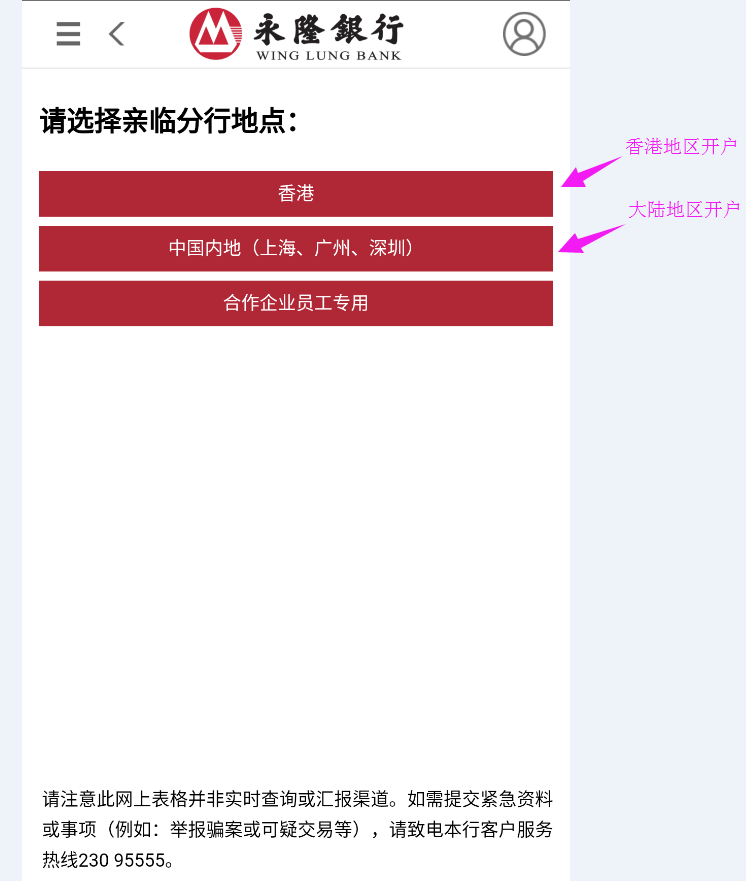 永隆銀行
WING LUNG BANK
请选择亲临分行地点：
香港地区开户
香港
大陆地区开户
中国内地（上海、广州、深圳）
合作企业员工专用
请注意此网上表格并非实时查询或汇报渠道。如需提交紧急资料
或事项（例如：举报骗案或可疑交易等），请致电本行客户服务
热线230 95555。